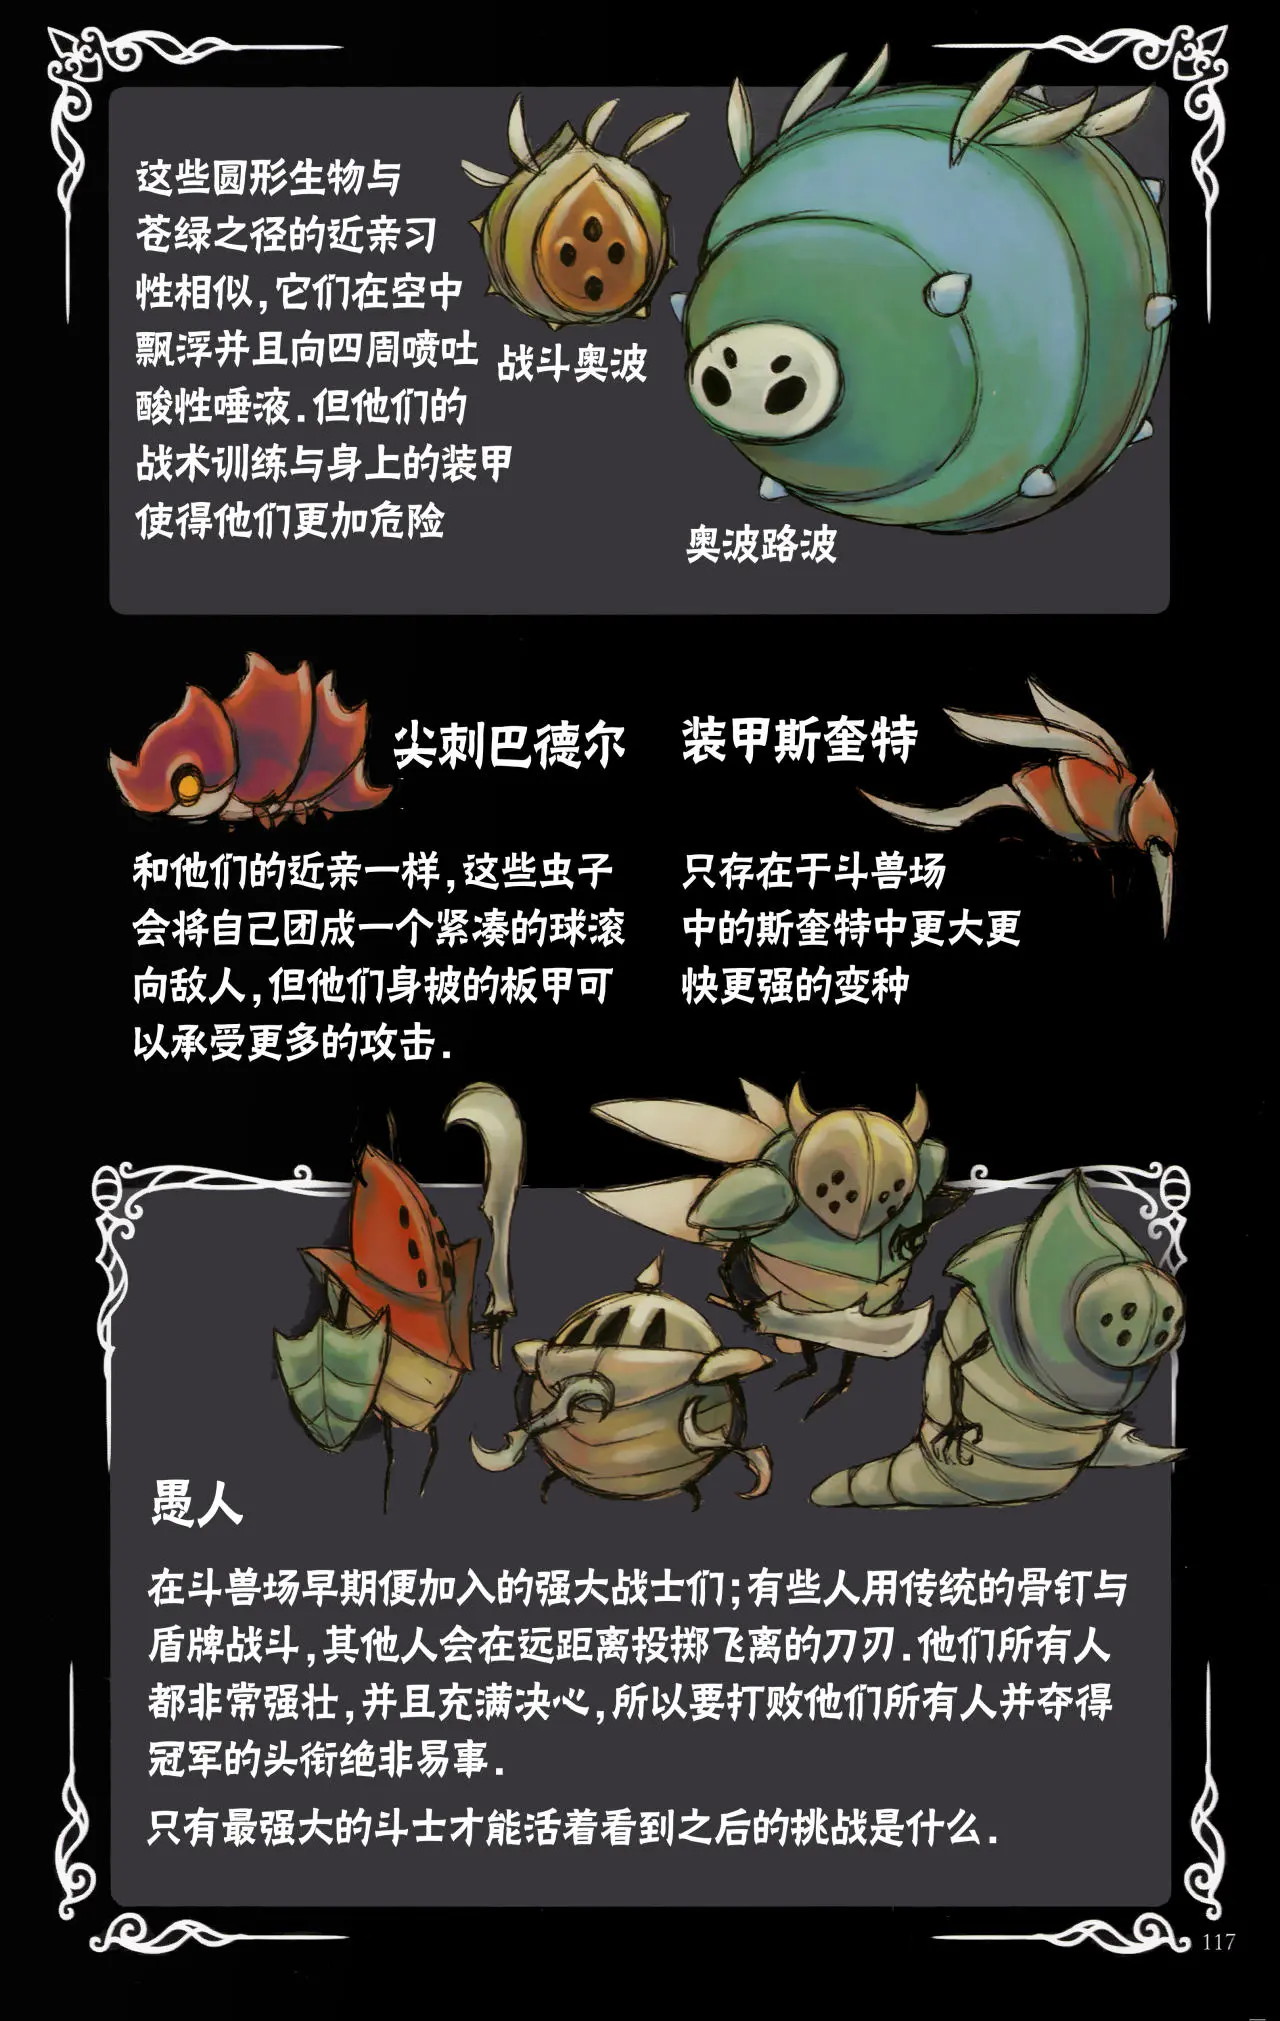 这些圆形生物与
苍绿之径的近亲习
性相似,它们在空中
飘浮并且向四周喷吐
酸性唾液.但他们的
战术训练与身上的装甲
使得他们更加危险
战斗奥波
奥波路波
尖刺巴德尔
和他们的近亲一样,这些虫子
会将自己团成一个紧凑的球滚
向敌人,但他们身披的板甲可
以承受更多的攻击.
装甲斯奎特
只存在于斗兽场
中的斯奎特中更大更
快更强的变种
愚人
在斗兽场早期便加入的强大战士们;有些人用传统的骨钉与
盾牌战斗,其他人会在远距离投掷飞离的刀刃.他们所有人
都非常强壮,并且充满决心,所以要打败他们所有人并夺得
冠军的头衔绝非易事.
只有最强大的斗士才能活着看到之后的挑战是什么.
117